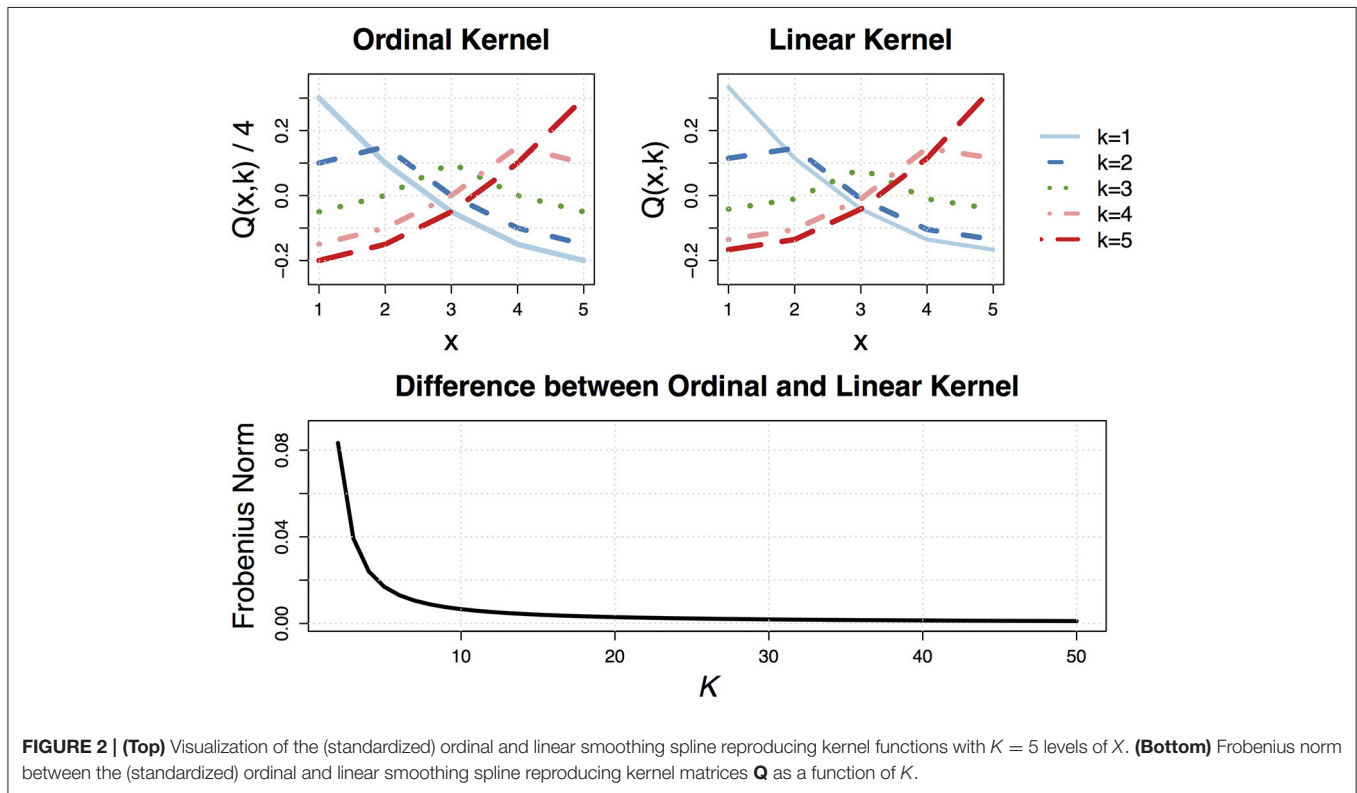 Ordinal Kernel
Q(x,k) / 4
−0.2
0.0
0.2
1 2 3 4 5
x
Linear Kernel
Q(x,k)
−0.2
0.0
0.2
1 2 3 4 5
x
k=1
k=2
k=3
k=4
k=5
Difference between Ordinal and Linear Kernel
Frobenius Norm
0.00
0.04
0.08
10 20 30 40 50
K
FIGURE 2 | (Top) Visualization of the (standardized) ordinal and linear smoothing spline reproducing kernel functions with K = 5 levels of X. (Bottom) Frobenius norm
between the (standardized) ordinal and linear smoothing spline reproducing kernel matrices Q as a function of K.